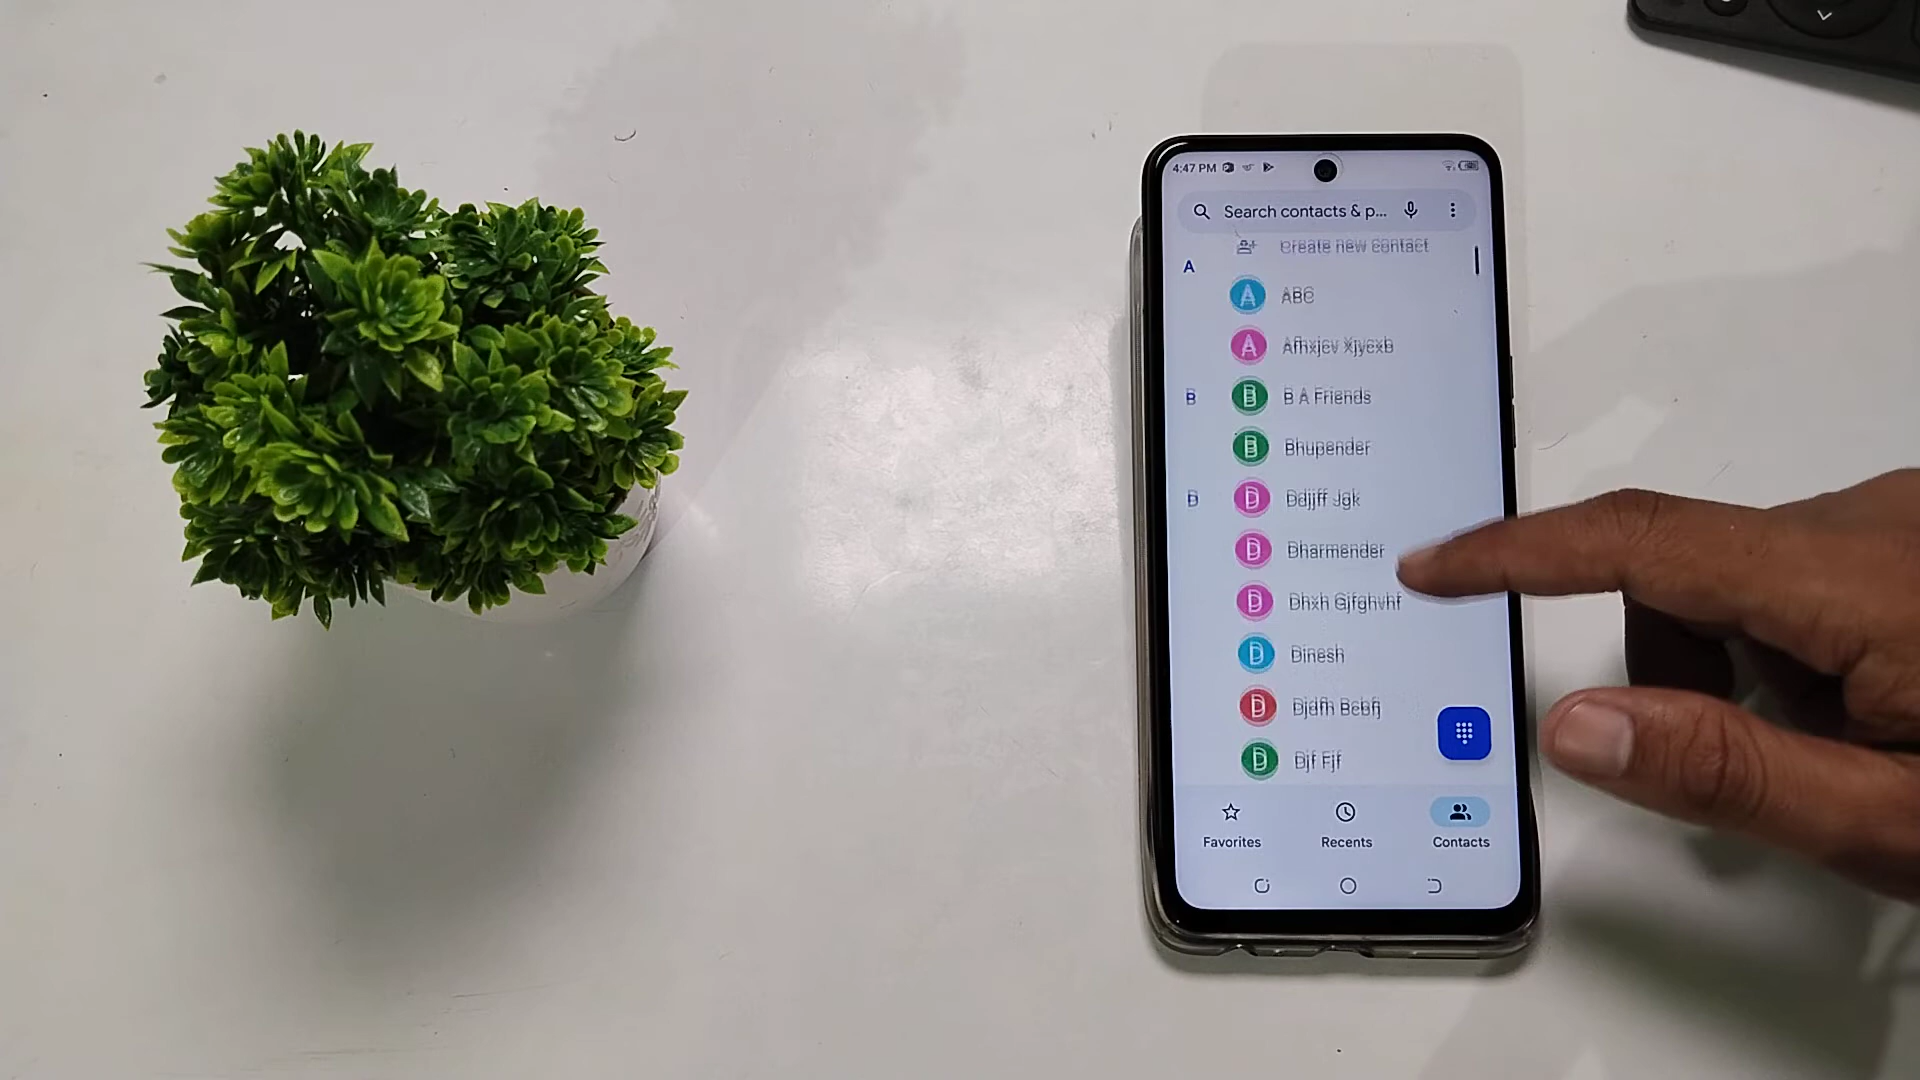 4:47 PM
Search contacts & p...
Create new contact
A
A ABC
A Afhxjcv Xjycxb
B
B B A Friends
B Bhupender
D
D Ddjjff Jgk
D Dharmender
D Dhxh Gjfghvhf
D Dinesh
D Djdfh Bcbfj
D Djf Fjf
Favorites
Recents
Contacts